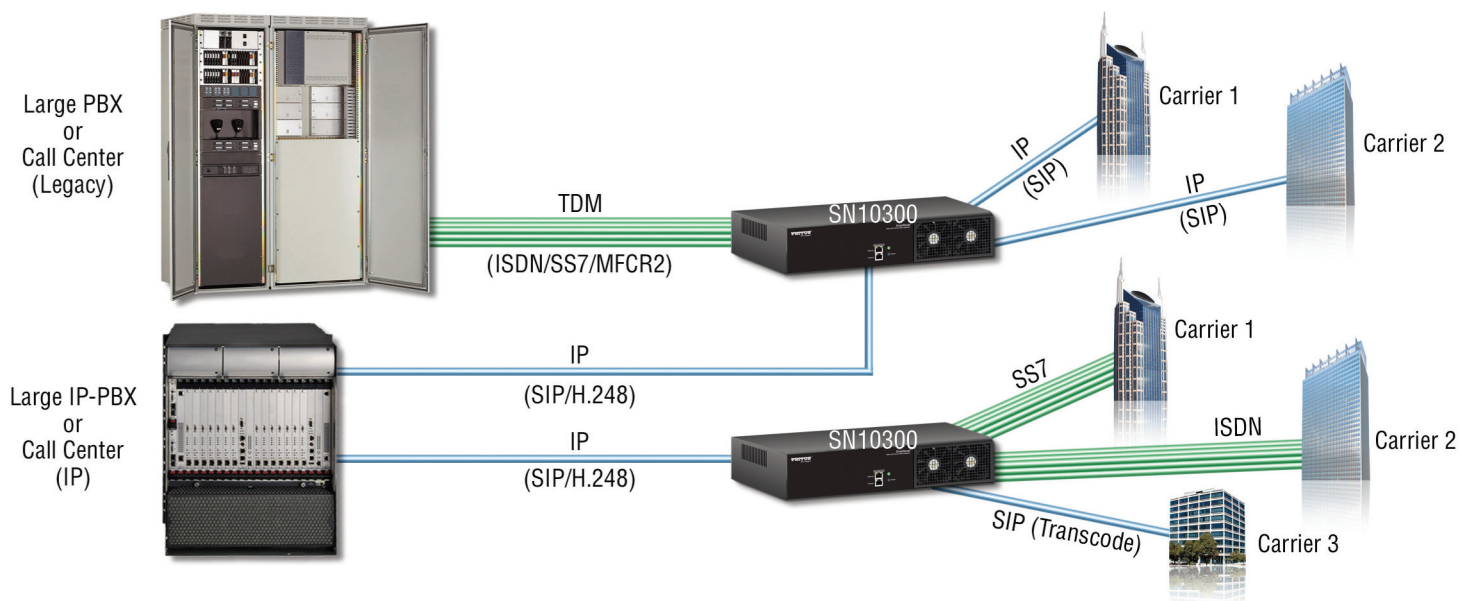 Large PBX
or
Call Center
(Legacy)
TDM
(ISDN/SS7/MFCR2)
SN10300
IP
(SIP)
Carrier 1
IP
(SIP)
Carrier 2
Large IP-PBX
or
Call Center
(IP)
IP
(SIP/H.248)
IP
(SIP/H.248)
SN10300
SS7
Carrier 1
ISDN
Carrier 2
SIP (Transcode)
Carrier 3